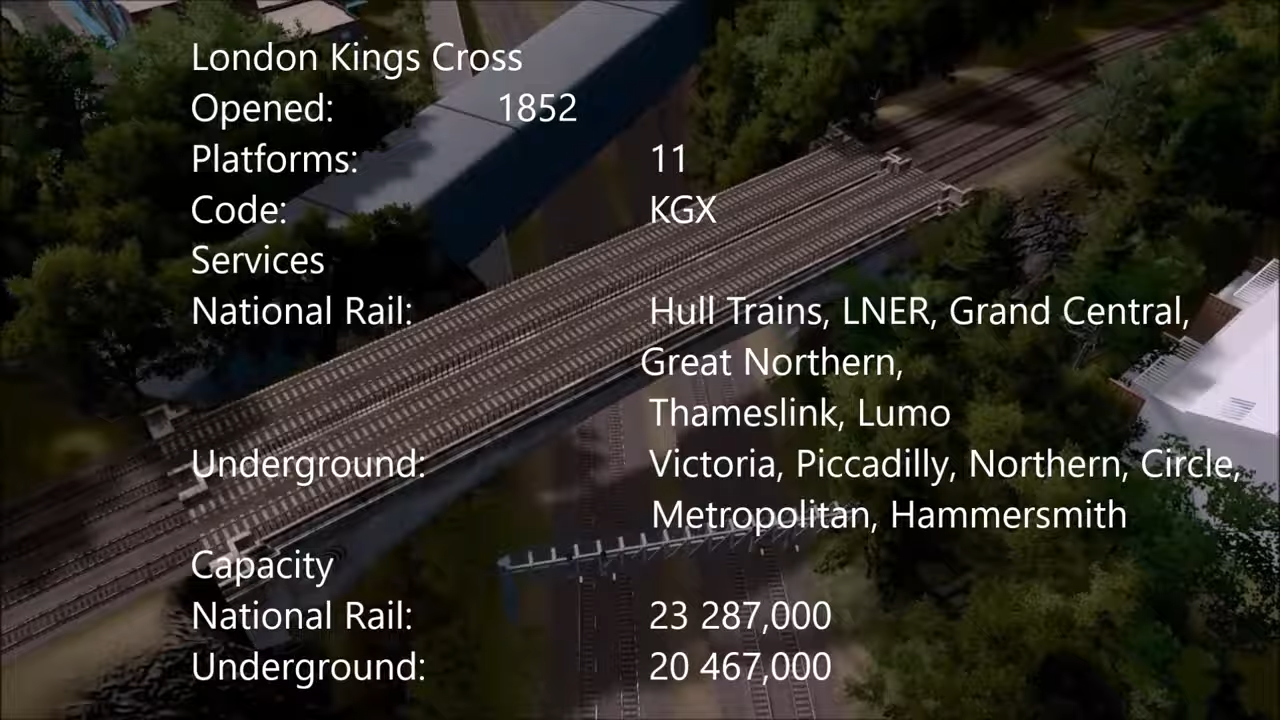 London Kings Cross
Opened: 1852
Platforms: 11
Code: KGX
Services
National Rail: Hull Trains, LNER, Grand Central,
Great Northern,
Thameslink, Lumo
Underground: Victoria, Piccadilly, Northern, Circle,
Metropolitan, Hammersmith
Capacity
National Rail: 23 287,000
Underground: 20 467,000